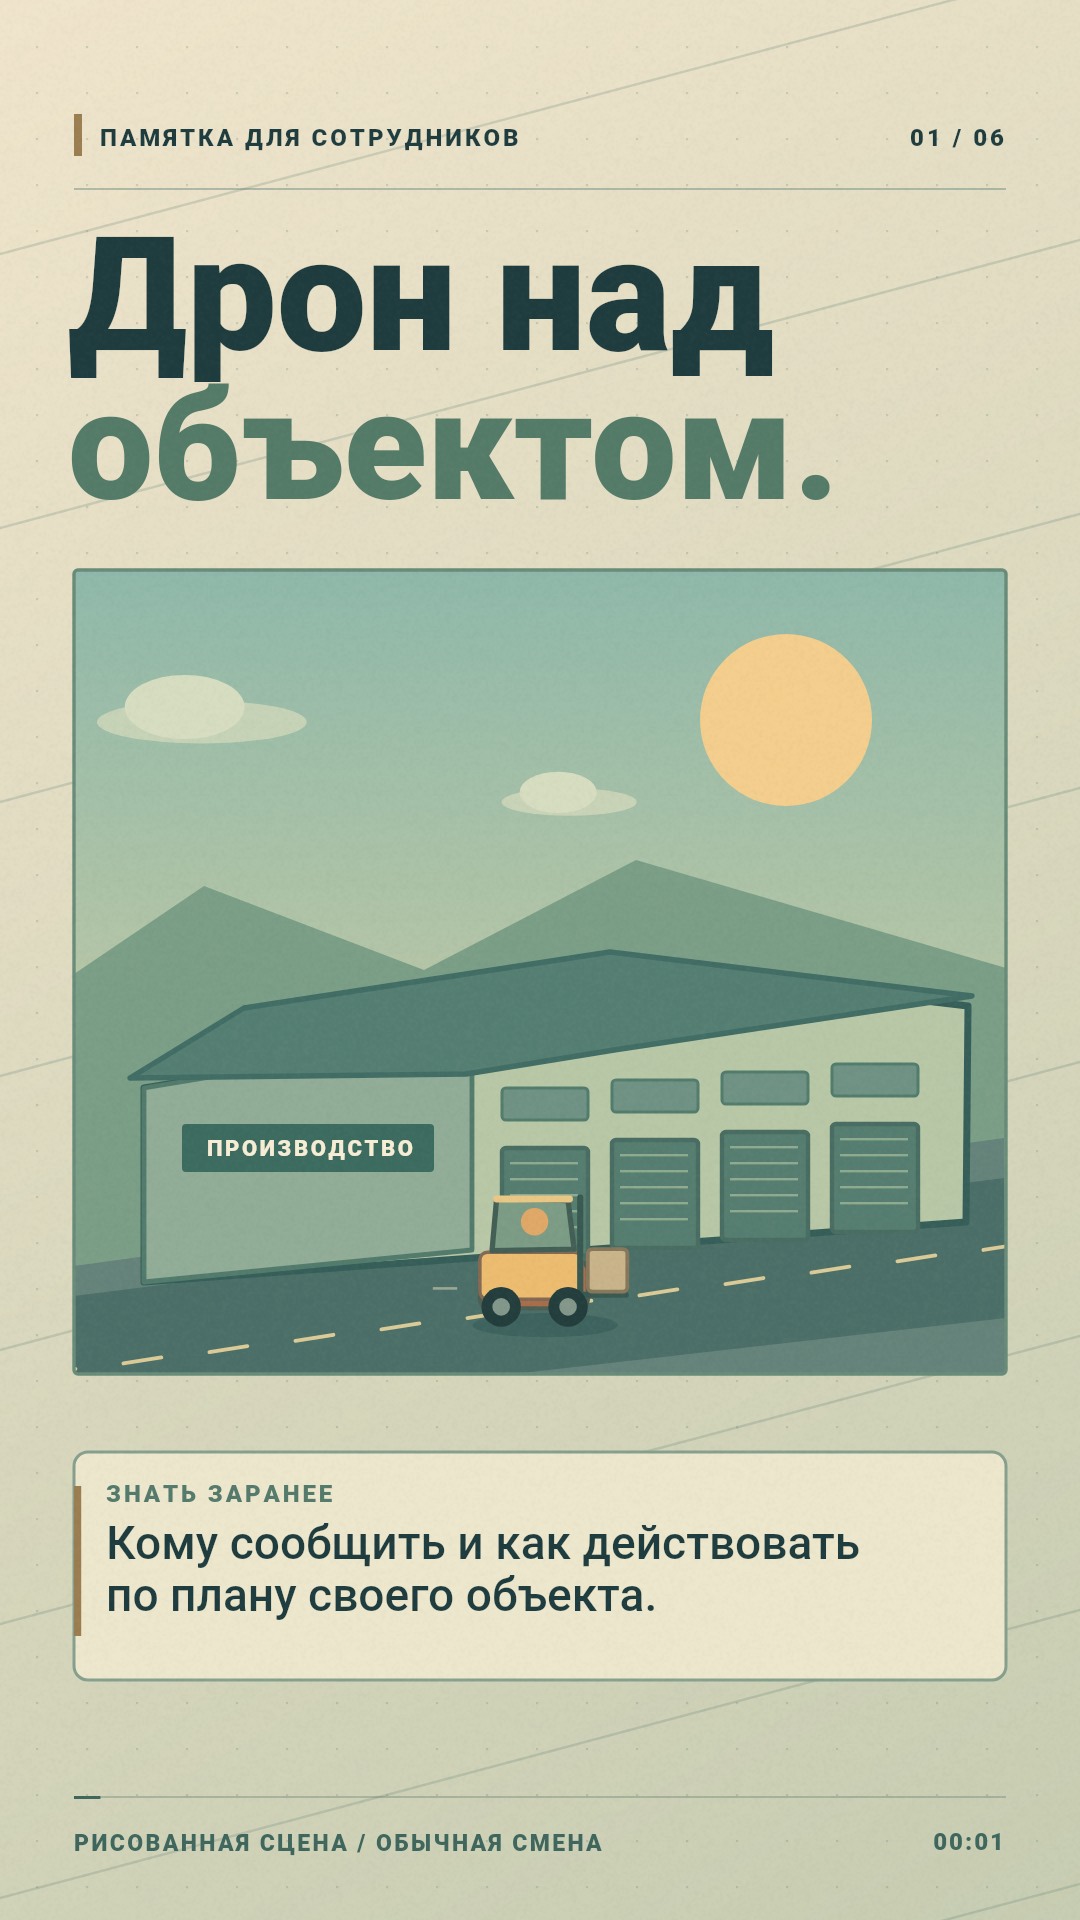 ПАМЯТКА ДЛЯ СОТРУДНИКОВ
01 / 06
Дрон над
объектом.
ПРОИЗВОДСТВО
ЗНАТЬ ЗАРАНЕЕ
Кому сообщить и как действовать
по плану своего объекта.
РИСОВАННАЯ СЦЕНА / ОБЫЧНАЯ СМЕНА
00:01